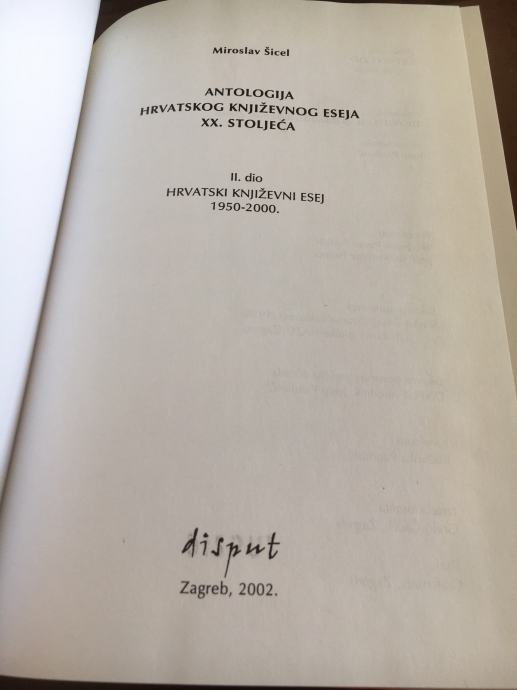 Miroslav Šicel
ANTOLOGIJA
HRVATSKOG KNJIŽEVNOG ESEJA
XX. STOLJEĆA
II. dio
HRVATSKI KNJIŽEVNI ESEJ
1950-2000.
disput
Zagreb, 2002.